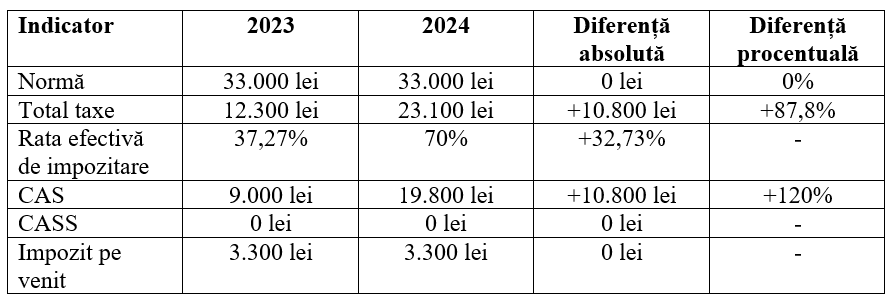 Indicator 2023 2024 Diferență Diferență
absolută procentuală
Normă 33.000 lei 33.000 lei 0 lei 0%
Total taxe 12.300 lei 23.100 lei +10.800 lei +87,8%
Rata efectivă 37,27% 70% +32,73% -
de impozitare
CAS 9.000 lei 19.800 lei +10.800 lei +120%
CASS 0 lei 0 lei 0 lei -
Impozit pe 3.300 lei 3.300 lei 0 lei -
venit